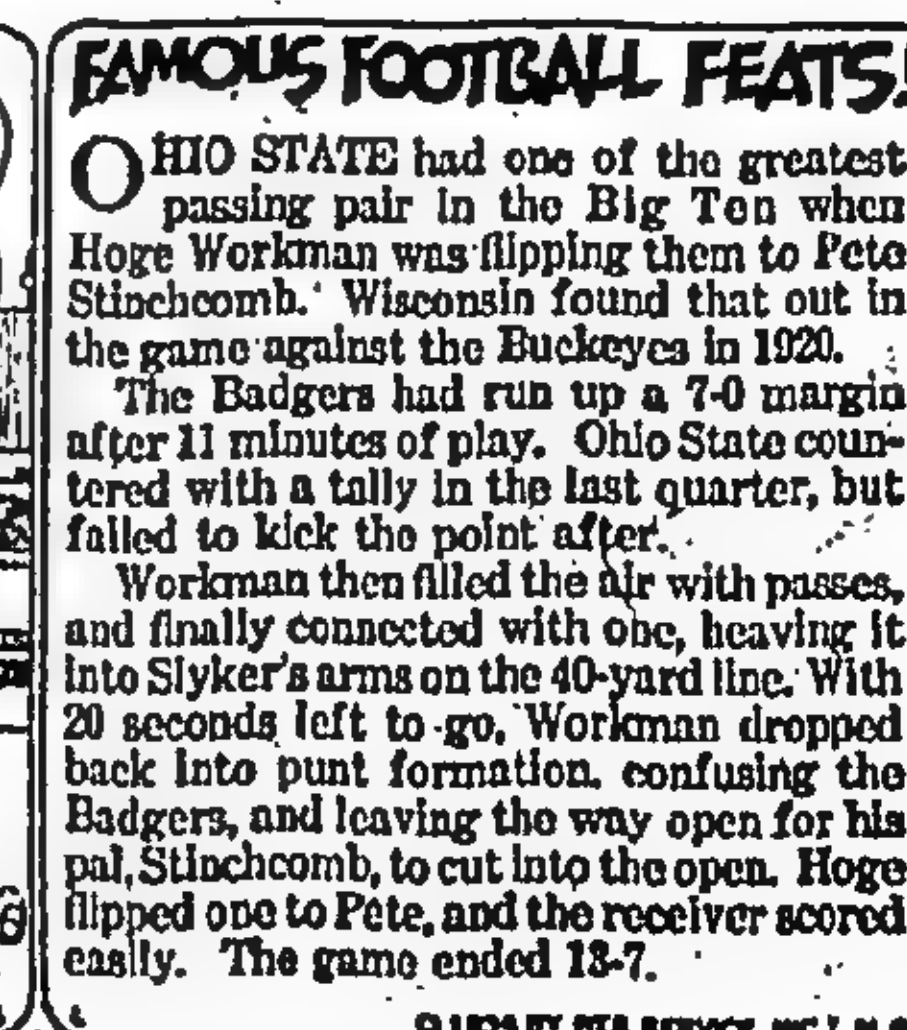 FAMOUS FOOTBALL FEATS!
OHIO STATE had one of the greatest
passing pair in the Big Ten when
Hoge Workman was flipping them to Pete
Stinchcomb. Wisconsin found that out in
the game against the Buckeyes in 1920.
The Badgers had run up a 7-0 margin
after 11 minutes of play. Ohio State coun-
tered with a tally in the last quarter, but
failed to kick the point after.
Workman then filled the air with passes,
and finally connected with one, heaving it
into Slyker's arms on the 40-yard line. With
20 seconds left to go, Workman dropped
back into punt formation, confusing the
Badgers, and leaving the way open for his
pal, Stinchcomb, to cut into the open. Hoge
flipped one to Pete, and the receiver scored
easily. The game ended 13-7.